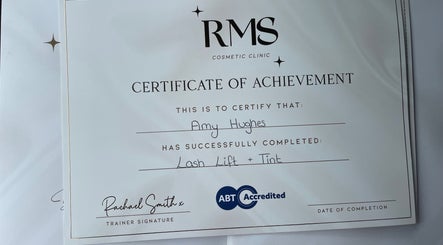 RMS
COSMETIC CLINIC
CERTIFICATE OF ACHIEVEMENT
THIS IS TO CERTIFY THAT:
Amy Hughes
HAS SUCCESSFULLY COMPLETED:
Lash Lift + Tint
Rachael Smith x
TRAINER SIGNATURE
ABT Accredited
DATE OF COMPLETION